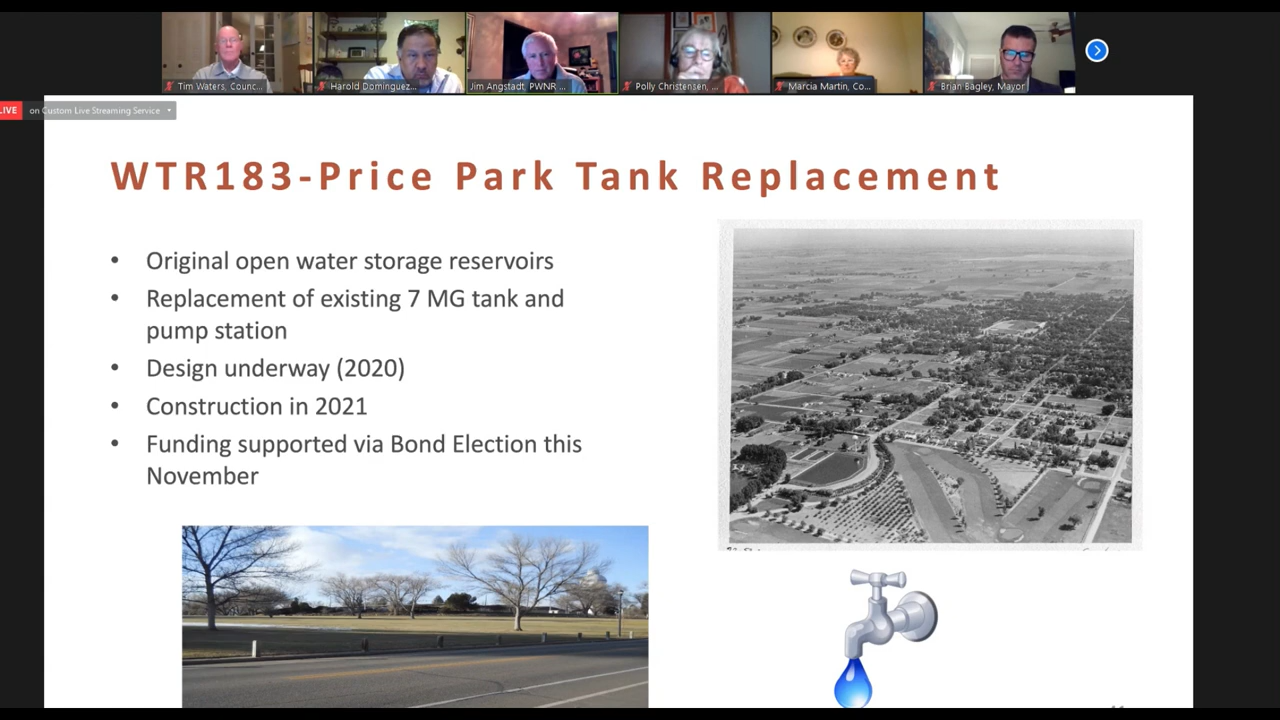 Tim Waters, Counc...
Harold Dominguez...
Jim Angstadt, PWNR ...
Polly Christensen, ...
Marcia Martin, Co...
Brian Bagley, Mayor
LIVE
on Custom Live Streaming Service
WTR183-Price Park Tank Replacement
• Original open water storage reservoirs
• Replacement of existing 7 MG tank and
pump station
• Design underway (2020)
• Construction in 2021
• Funding supported via Bond Election this
November